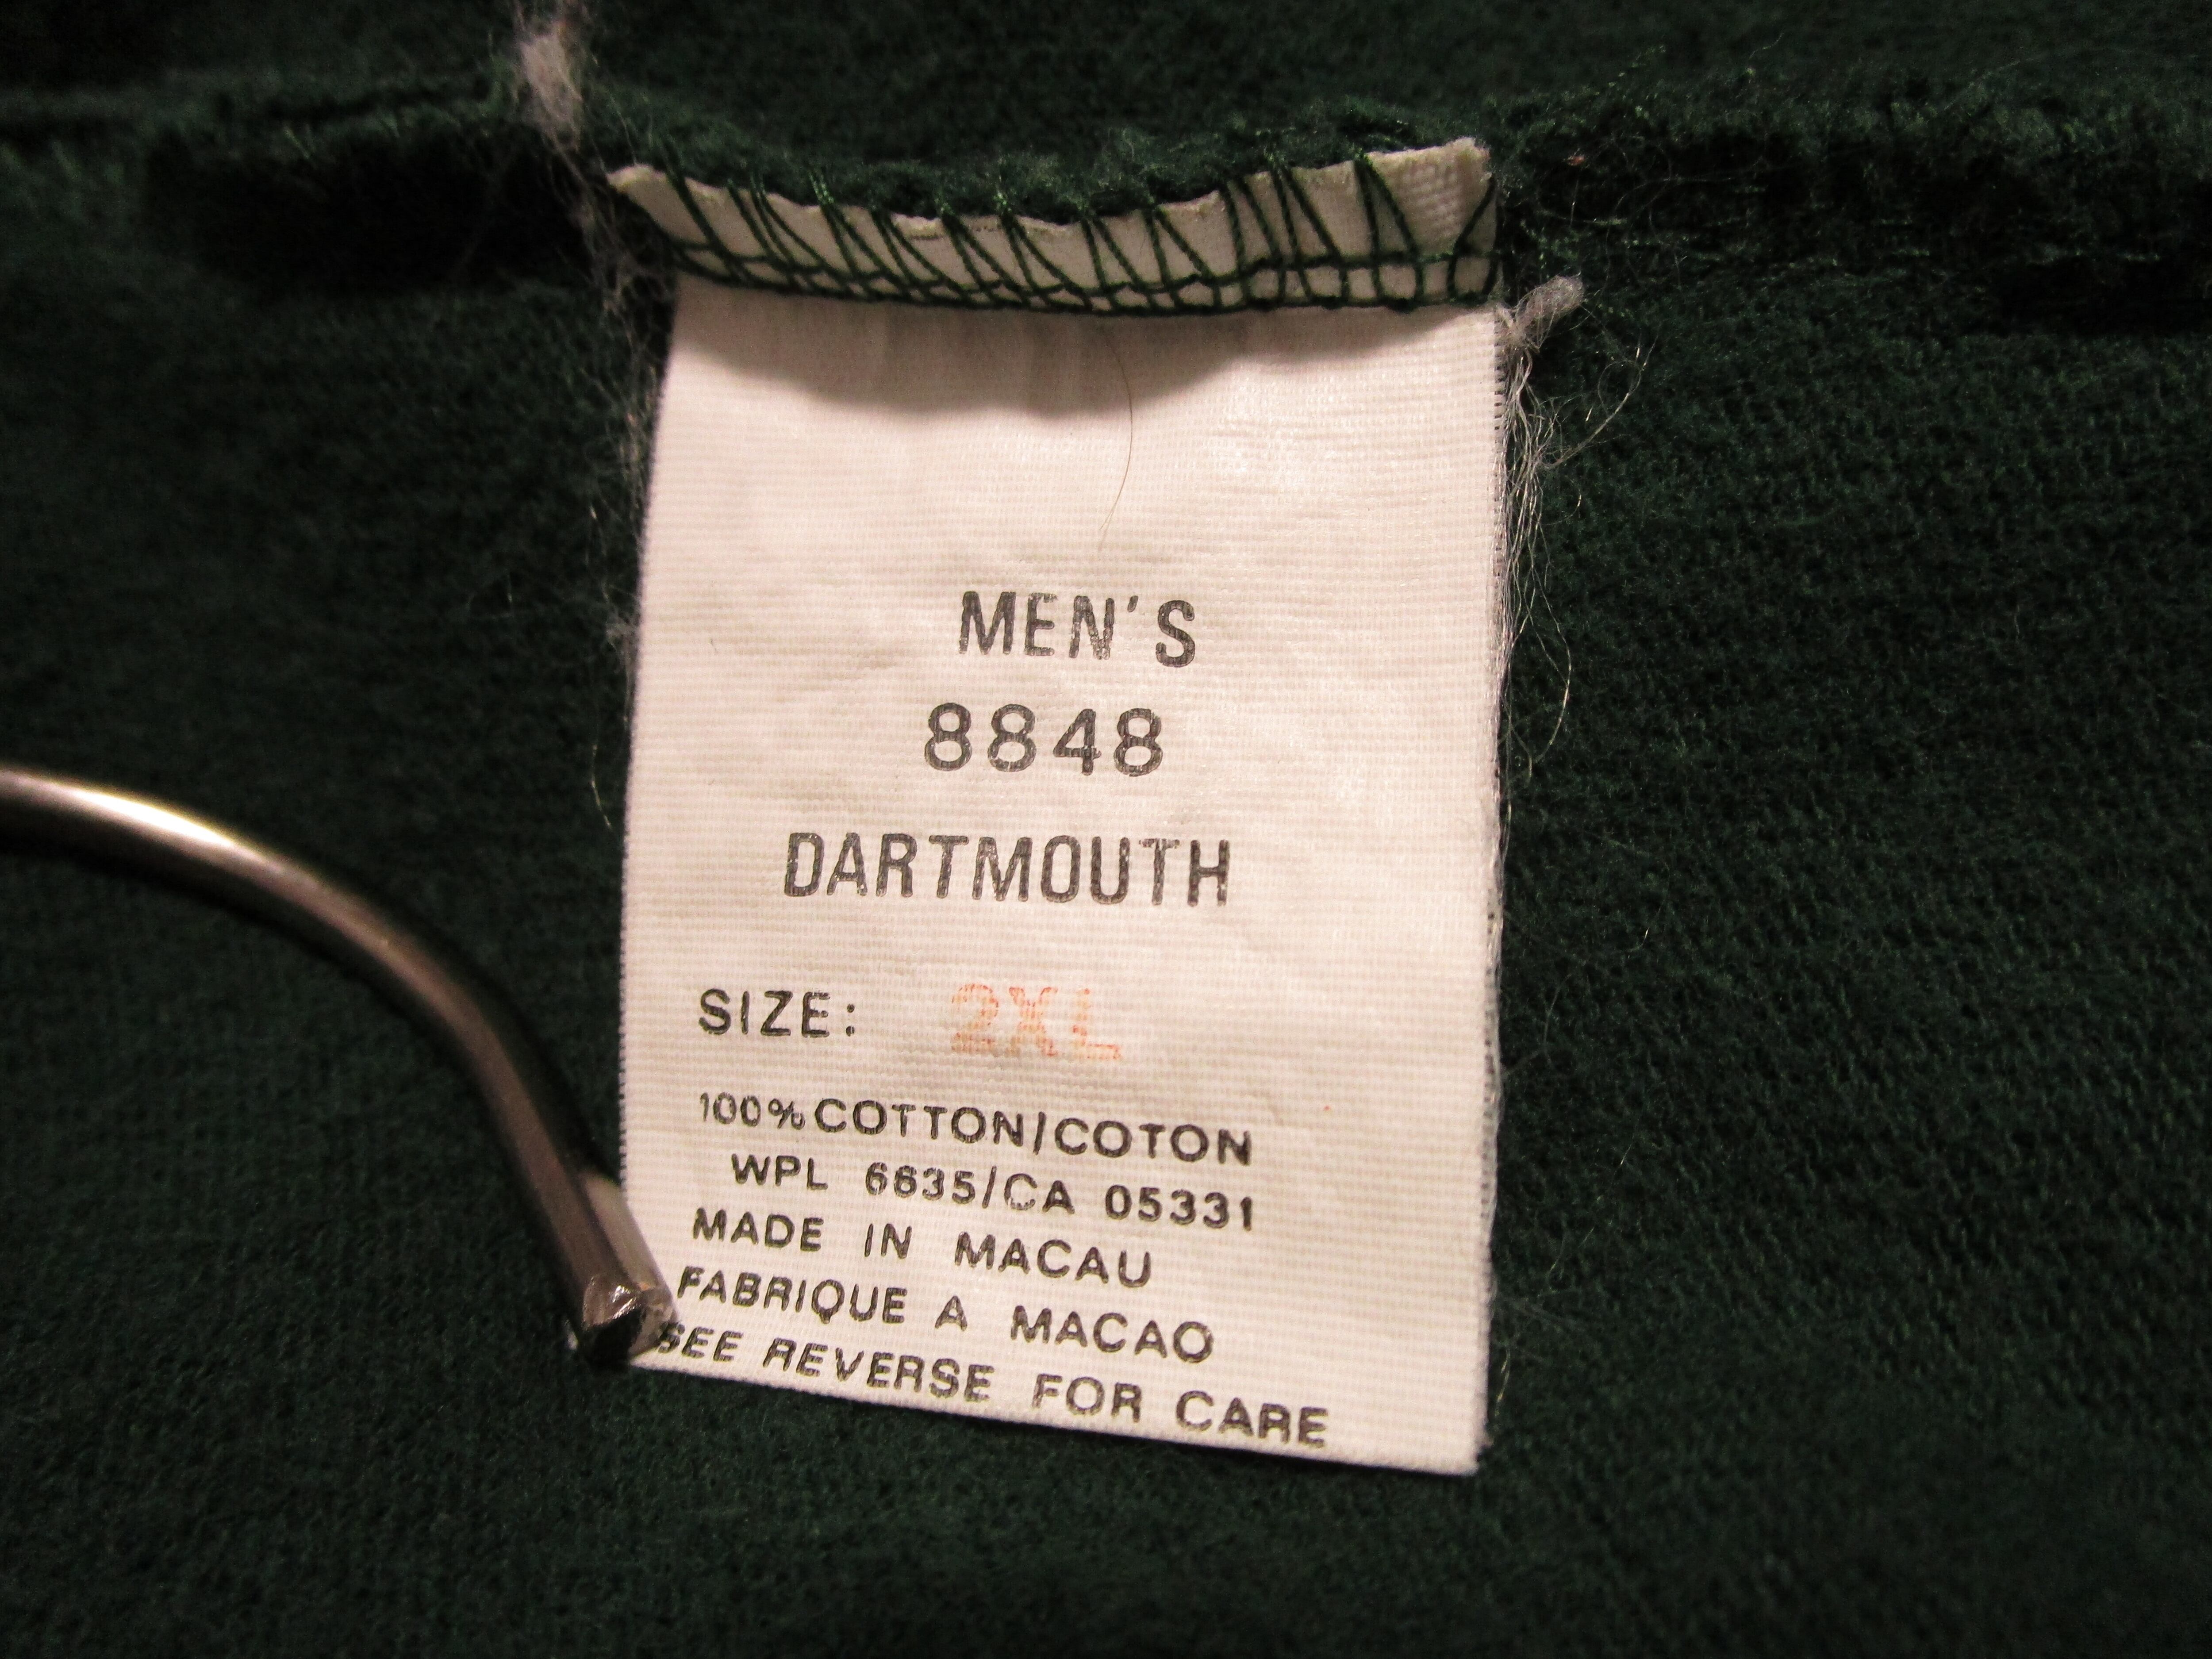 MEN'S
8848
DARTMOUTH
SIZE: 2XL
100% COTTON/COTON
WPL 6635/CA 05331
MADE IN MACAU
FABRIQUE A MACAO
SEE REVERSE FOR CARE